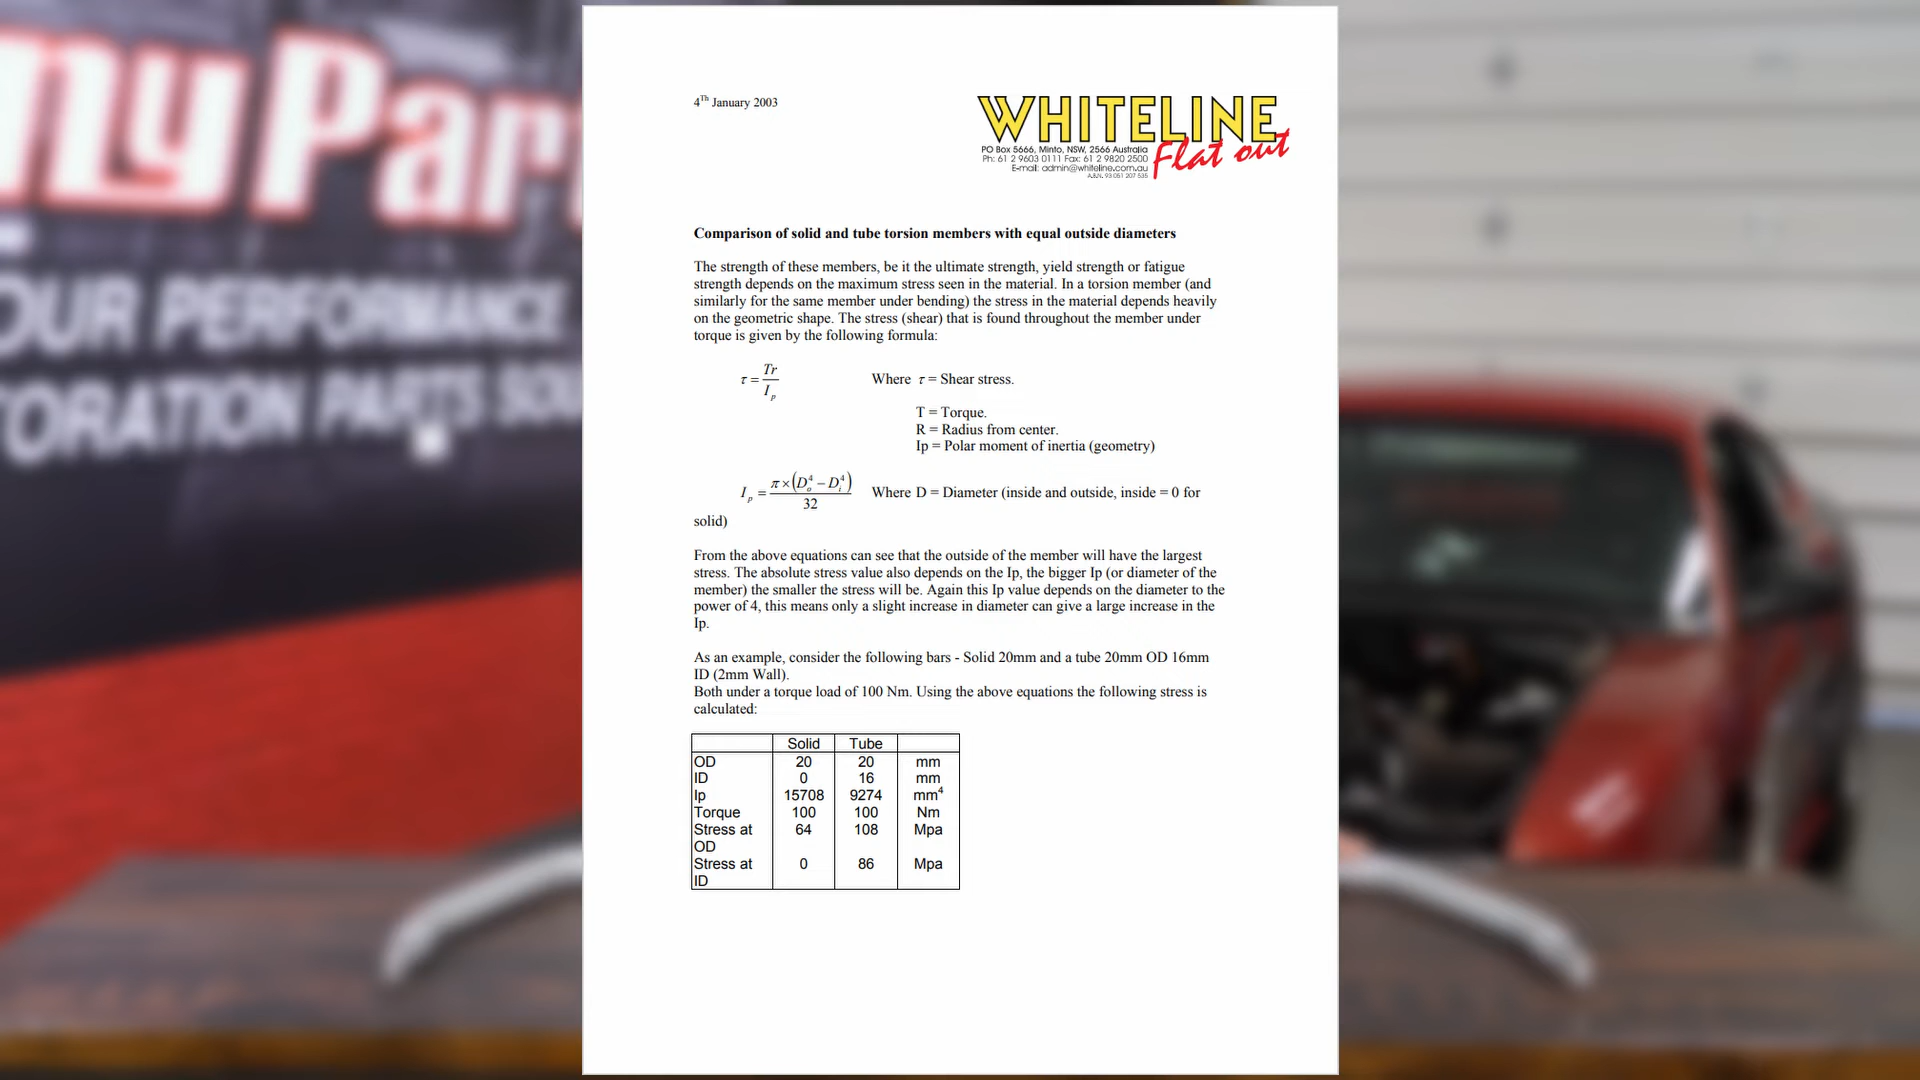 my Par
OUR PERFORMANCE
TORATION PARTS SOU
4Th January 2003
WHITELINE
Flat out
PO Box 5666, Minto, NSW, 2566 Australia
Ph: 61 2 9603 0111 Fax: 61 2 9820 2500
E-mail: admin@whiteline.com.au
A.B.N. 93 051 207 535
Comparison of solid and tube torsion members with equal outside diameters
The strength of these members, be it the ultimate strength, yield strength or fatigue
strength depends on the maximum stress seen in the material. In a torsion member (and
similarly for the same member under bending) the stress in the material depends heavily
on the geometric shape. The stress (shear) that is found throughout the member under
torque is given by the following formula:
τ = Tr / Ip Where τ = Shear stress.
T = Torque.
R = Radius from center.
Ip = Polar moment of inertia (geometry)
Ip = π × (Do⁴ − Di⁴) / 32 Where D = Diameter (inside and outside, inside = 0 for
solid)
From the above equations can see that the outside of the member will have the largest
stress. The absolute stress value also depends on the Ip, the bigger Ip (or diameter of the
member) the smaller the stress will be. Again this Ip value depends on the diameter to the
power of 4, this means only a slight increase in diameter can give a large increase in the
Ip.
As an example, consider the following bars - Solid 20mm and a tube 20mm OD 16mm
ID (2mm Wall).
Both under a torque load of 100 Nm. Using the above equations the following stress is
calculated:
Solid Tube
OD 20 20 mm
ID 0 16 mm
Ip 15708 9274 mm⁴
Torque 100 100 Nm
Stress at 64 108 Mpa
OD
Stress at 0 86 Mpa
ID